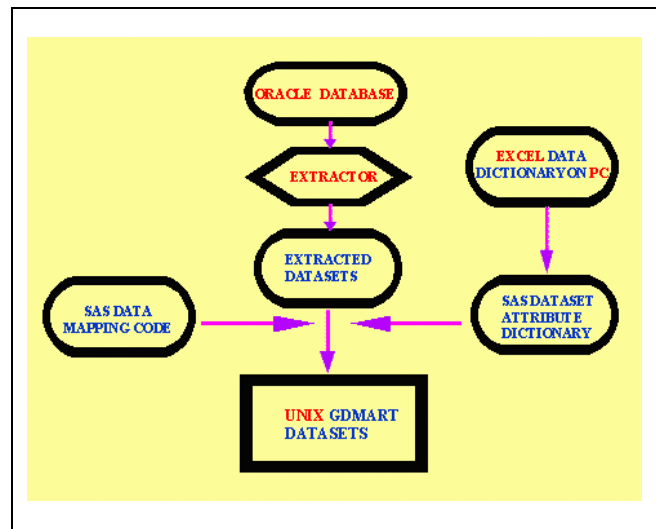 ORACLE DATABASE
EXTRACTOR
EXCEL DATA
DICTIONARY ON PC
EXTRACTED
DATASETS
SAS DATA
MAPPING CODE
SAS DATASET
ATTRIBUTE
DICTIONARY
UNIX GDMART
DATASETS